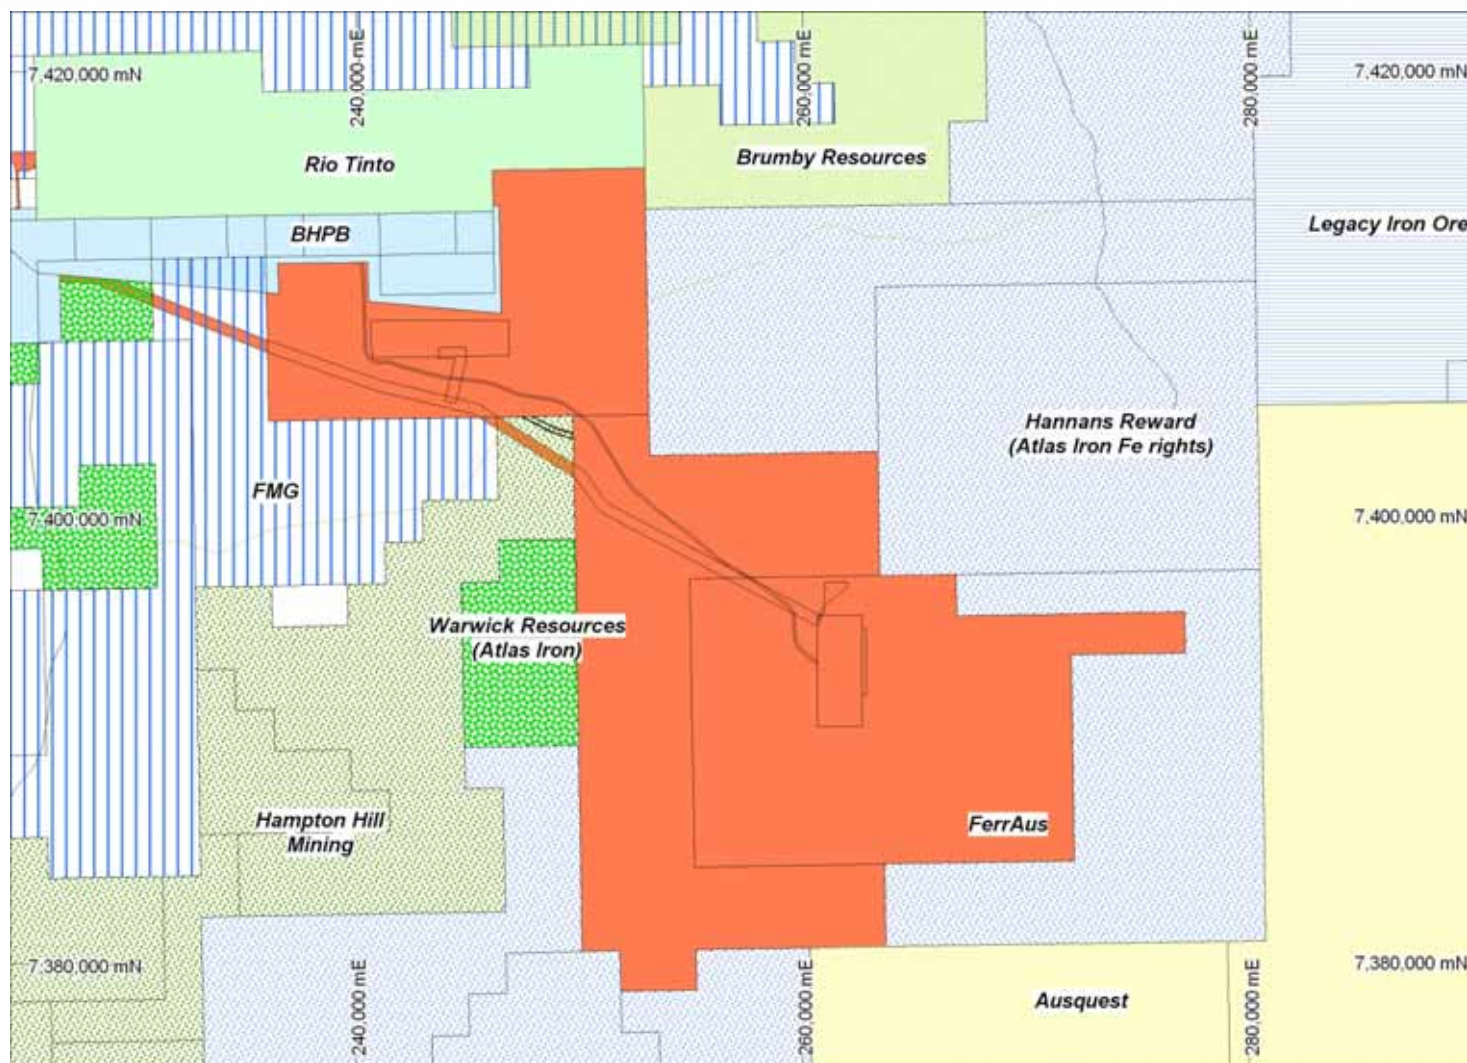 240,000 mE
260,000 mE
280,000 mE
7,420,000 mN
7,420,000 mN
Rio Tinto
Brumby Resources
BHPB
Legacy Iron Ore
Hannans Reward
(Atlas Iron Fe rights)
FMG
7,400,000 mN
7,400,000 mN
Warwick Resources
(Atlas Iron)
Hampton Hill
Mining
FerrAus
7,380,000 mN
7,380,000 mN
Ausquest
240,000 mE
260,000 mE
280,000 mE